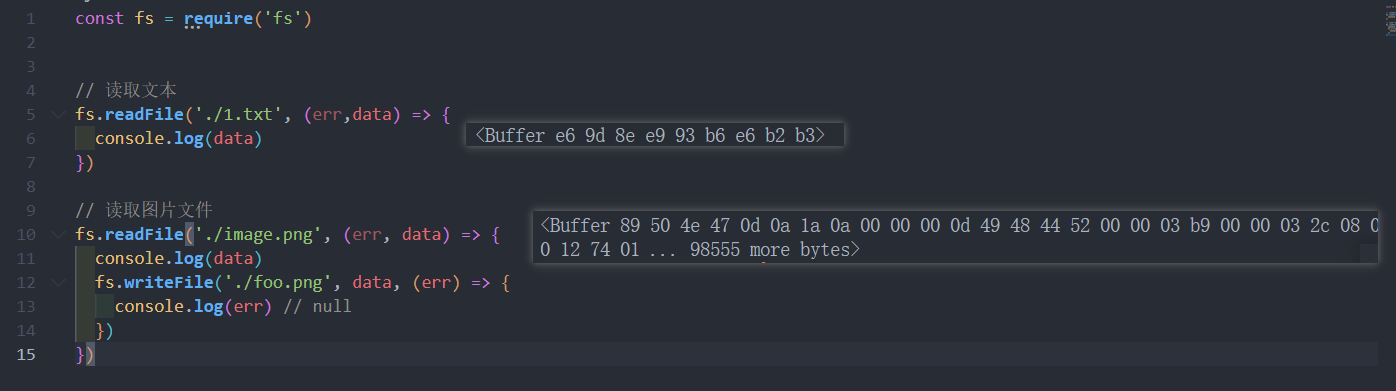 1 const fs = require('fs')
2
3
4 // 读取文本
5 fs.readFile('./1.txt', (err,data) => {
6 console.log(data)
<Buffer e6 9d 8e e9 93 b6 e6 b2 b3>
7 })
8
9 // 读取图片文件
10 fs.readFile('./image.png', (err, data) => {
<Buffer 89 50 4e 47 0d 0a 1a 0a 00 00 00 0d 49 48 44 52 00 00 03 b9 00 00 03 2c 08
0 12 74 01 ... 98555 more bytes>
11 console.log(data)
12 fs.writeFile('./foo.png', data, (err) => {
13 console.log(err) // null
14 })
15 })